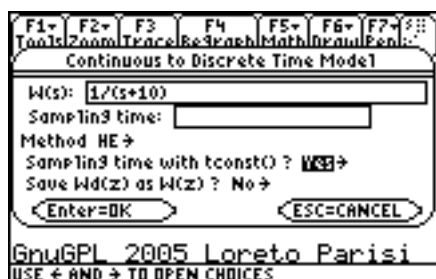 F1▾ F2▾ F3 F4 F5▾ F6▾ F7▾
Tools Zoom Trace ReGraph Math Draw Pen
Continuous to Discrete Time Model
W(s): 1/(s+10)
Sampling time:
Method HE→
Sampling time with tconst() ? Yes→
Save Wd(z) as W(z) ? No→
Enter=OK ESC=CANCEL
GnuGPL 2005 Loreto Parisi
USE ← AND → TO OPEN CHOICES